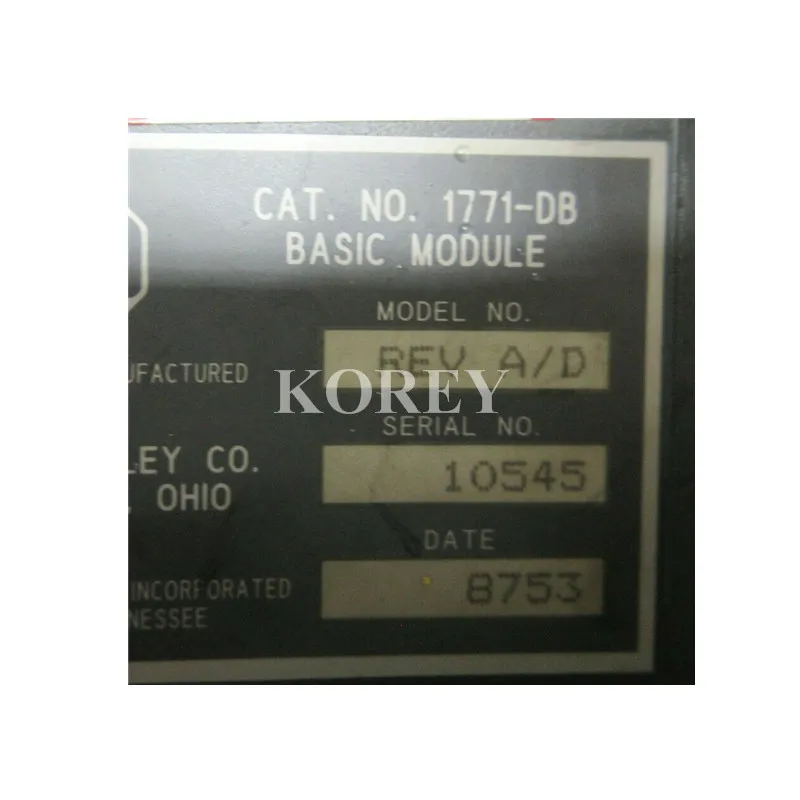 CAT. NO. 1771-DB
BASIC MODULE
MODEL NO.
REV A/D
UFACTURED
KOREY
SERIAL NO.
LEY CO.
10545
, OHIO
DATE
INCORPORATED
8753
NESSEE